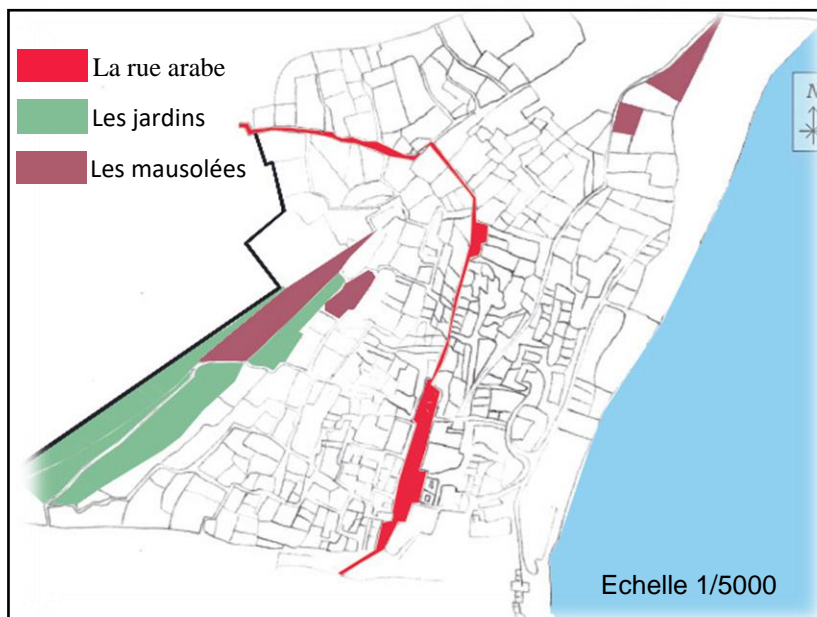 La rue arabe
Les jardins
Les mausolées
N
Echelle 1/5000